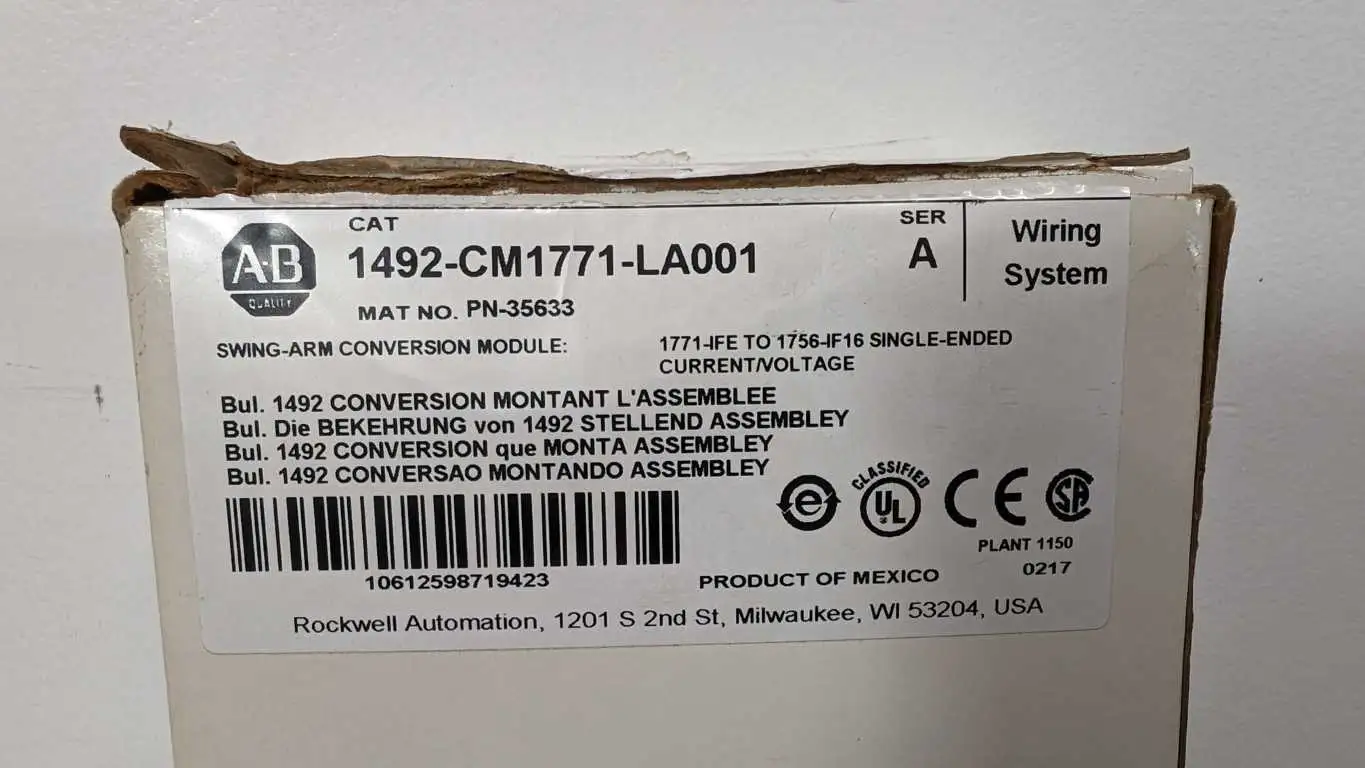 A-B
QUALITY
CAT
1492-CM1771-LA001
SER
A
Wiring
System
MAT NO. PN-35633
SWING-ARM CONVERSION MODULE:
1771-IFE TO 1756-IF16 SINGLE-ENDED
CURRENT/VOLTAGE
Bul. 1492 CONVERSION MONTANT L'ASSEMBLEE
Bul. Die BEKEHRUNG von 1492 STELLEND ASSEMBLEY
Bul. 1492 CONVERSION que MONTA ASSEMBLEY
Bul. 1492 CONVERSAO MONTANDO ASSEMBLEY
e
CLASSIFIED
UL
CE
SA
PLANT 1150
10612598719423
PRODUCT OF MEXICO
0217
Rockwell Automation, 1201 S 2nd St, Milwaukee, WI 53204, USA